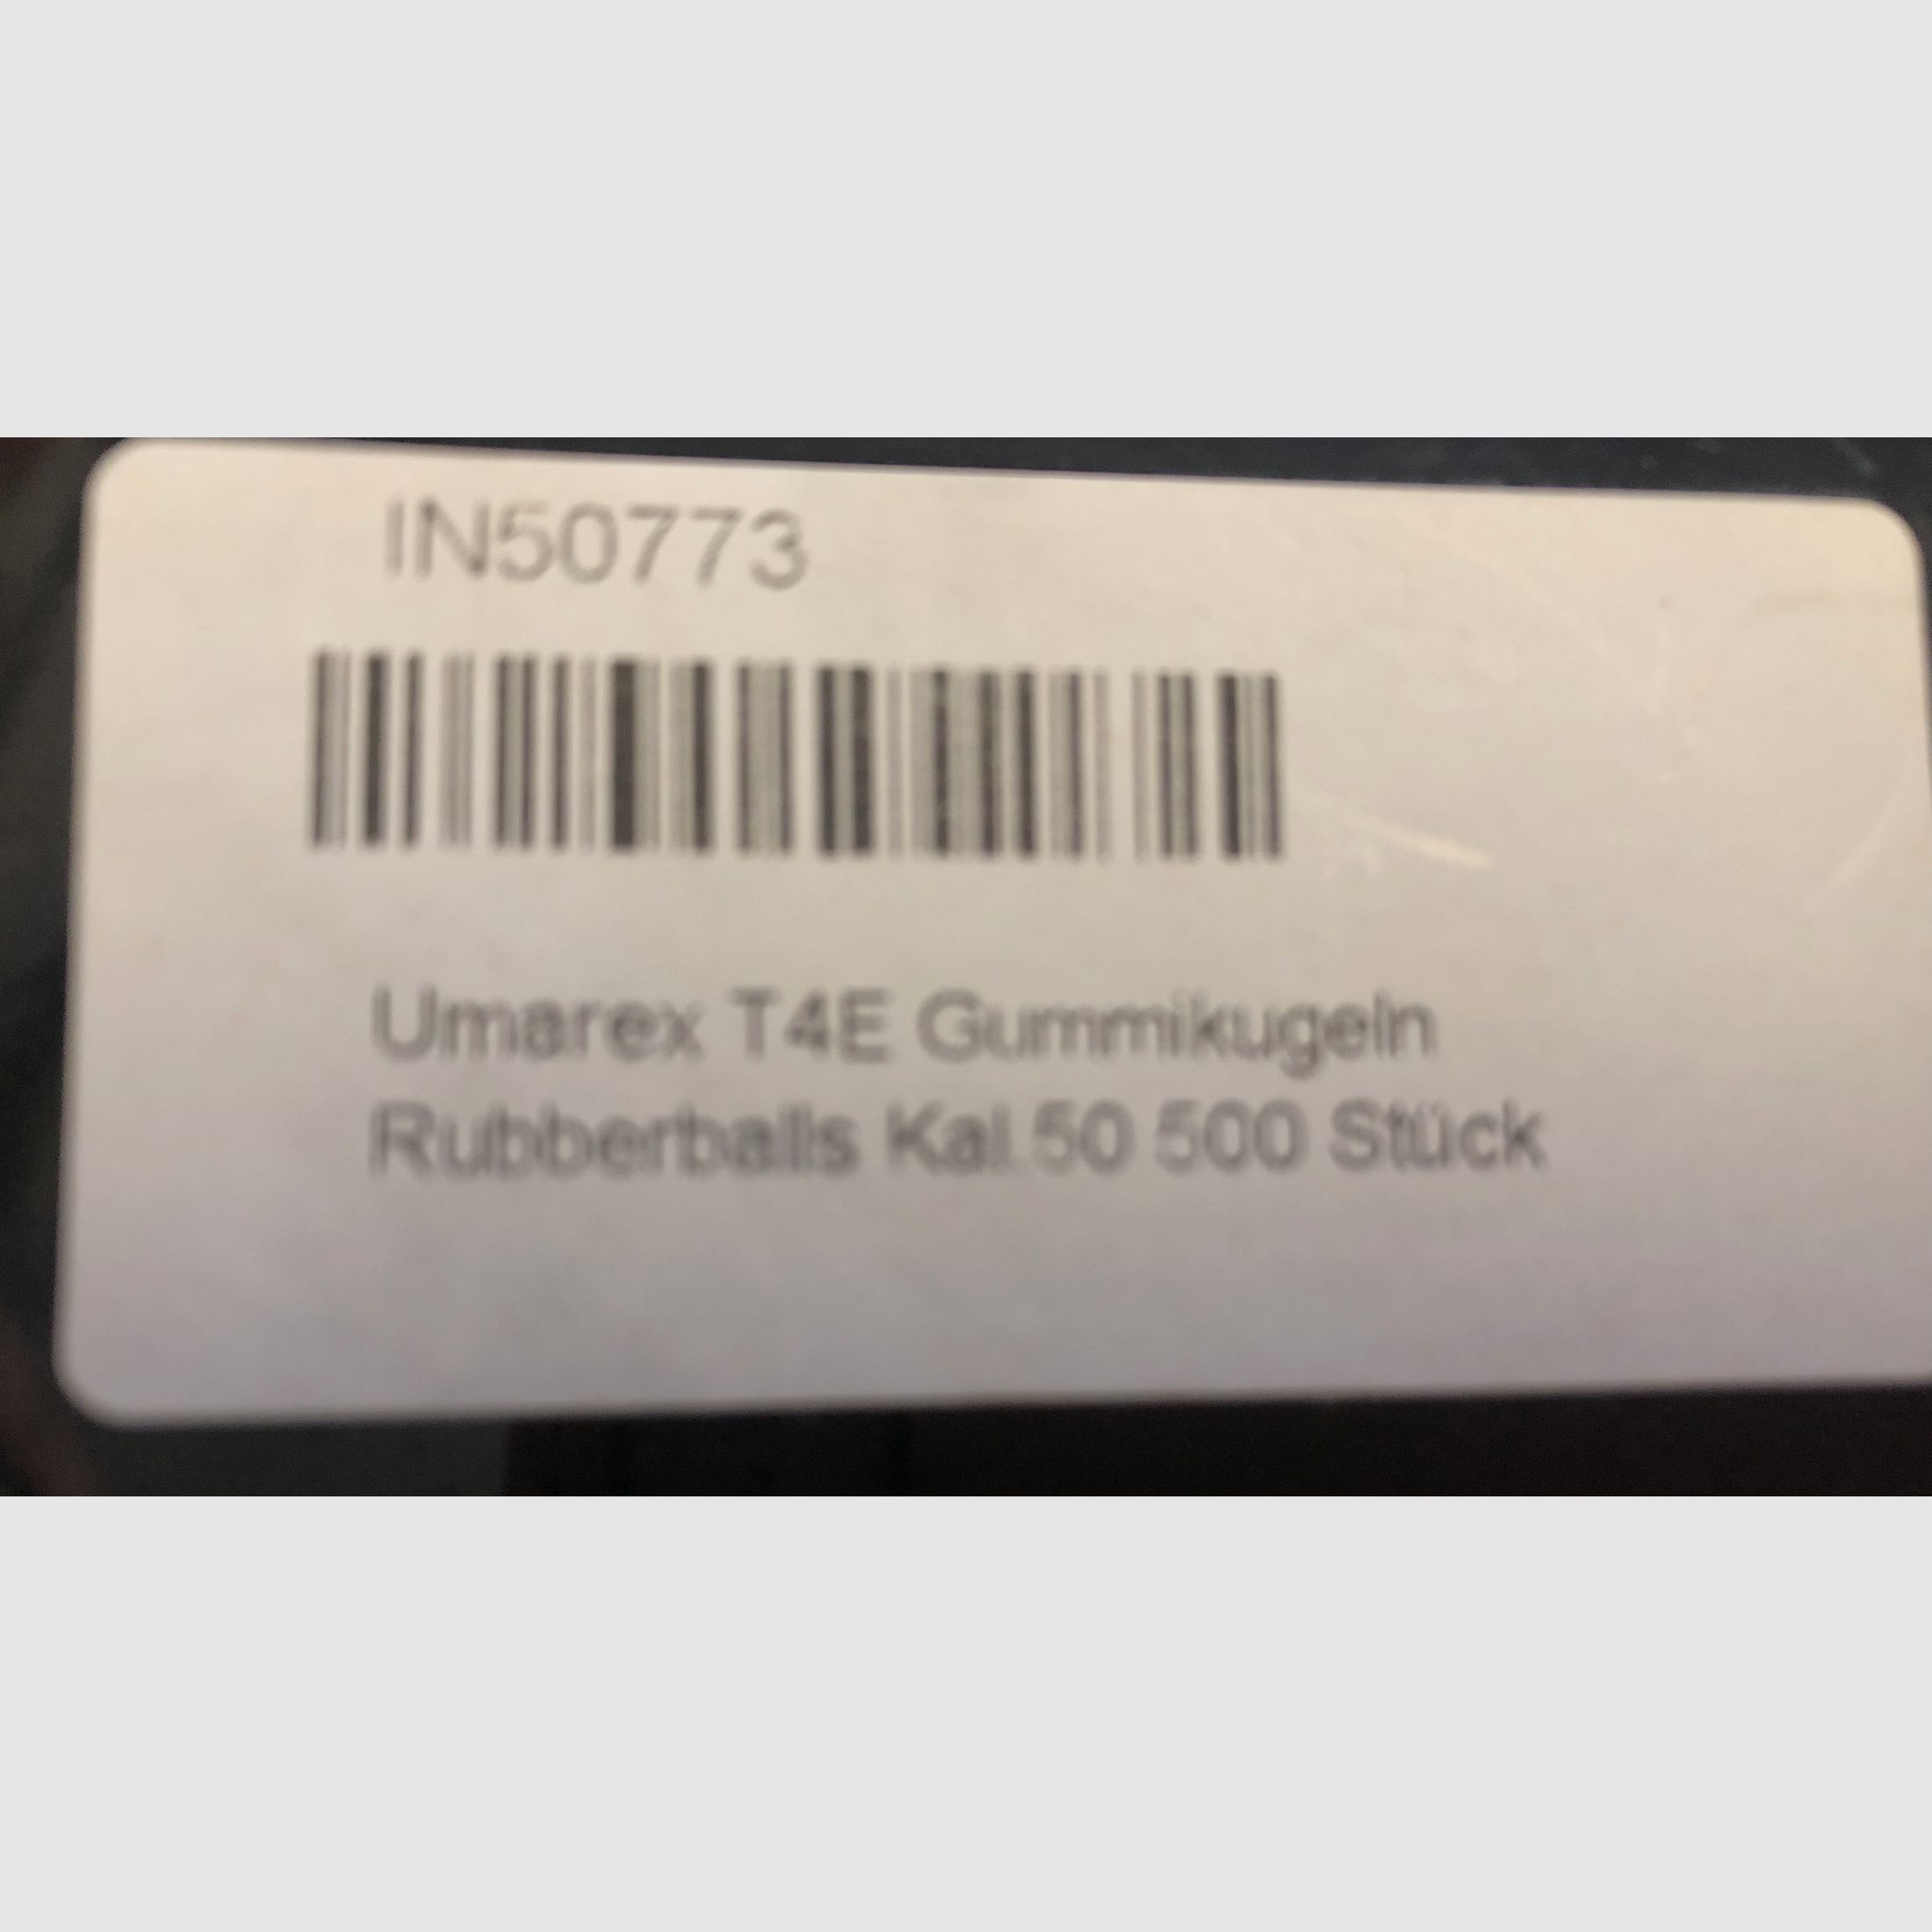 IN50773
Umarex T4E Gummikugeln
Rubberballs Kal.50 500 Stück